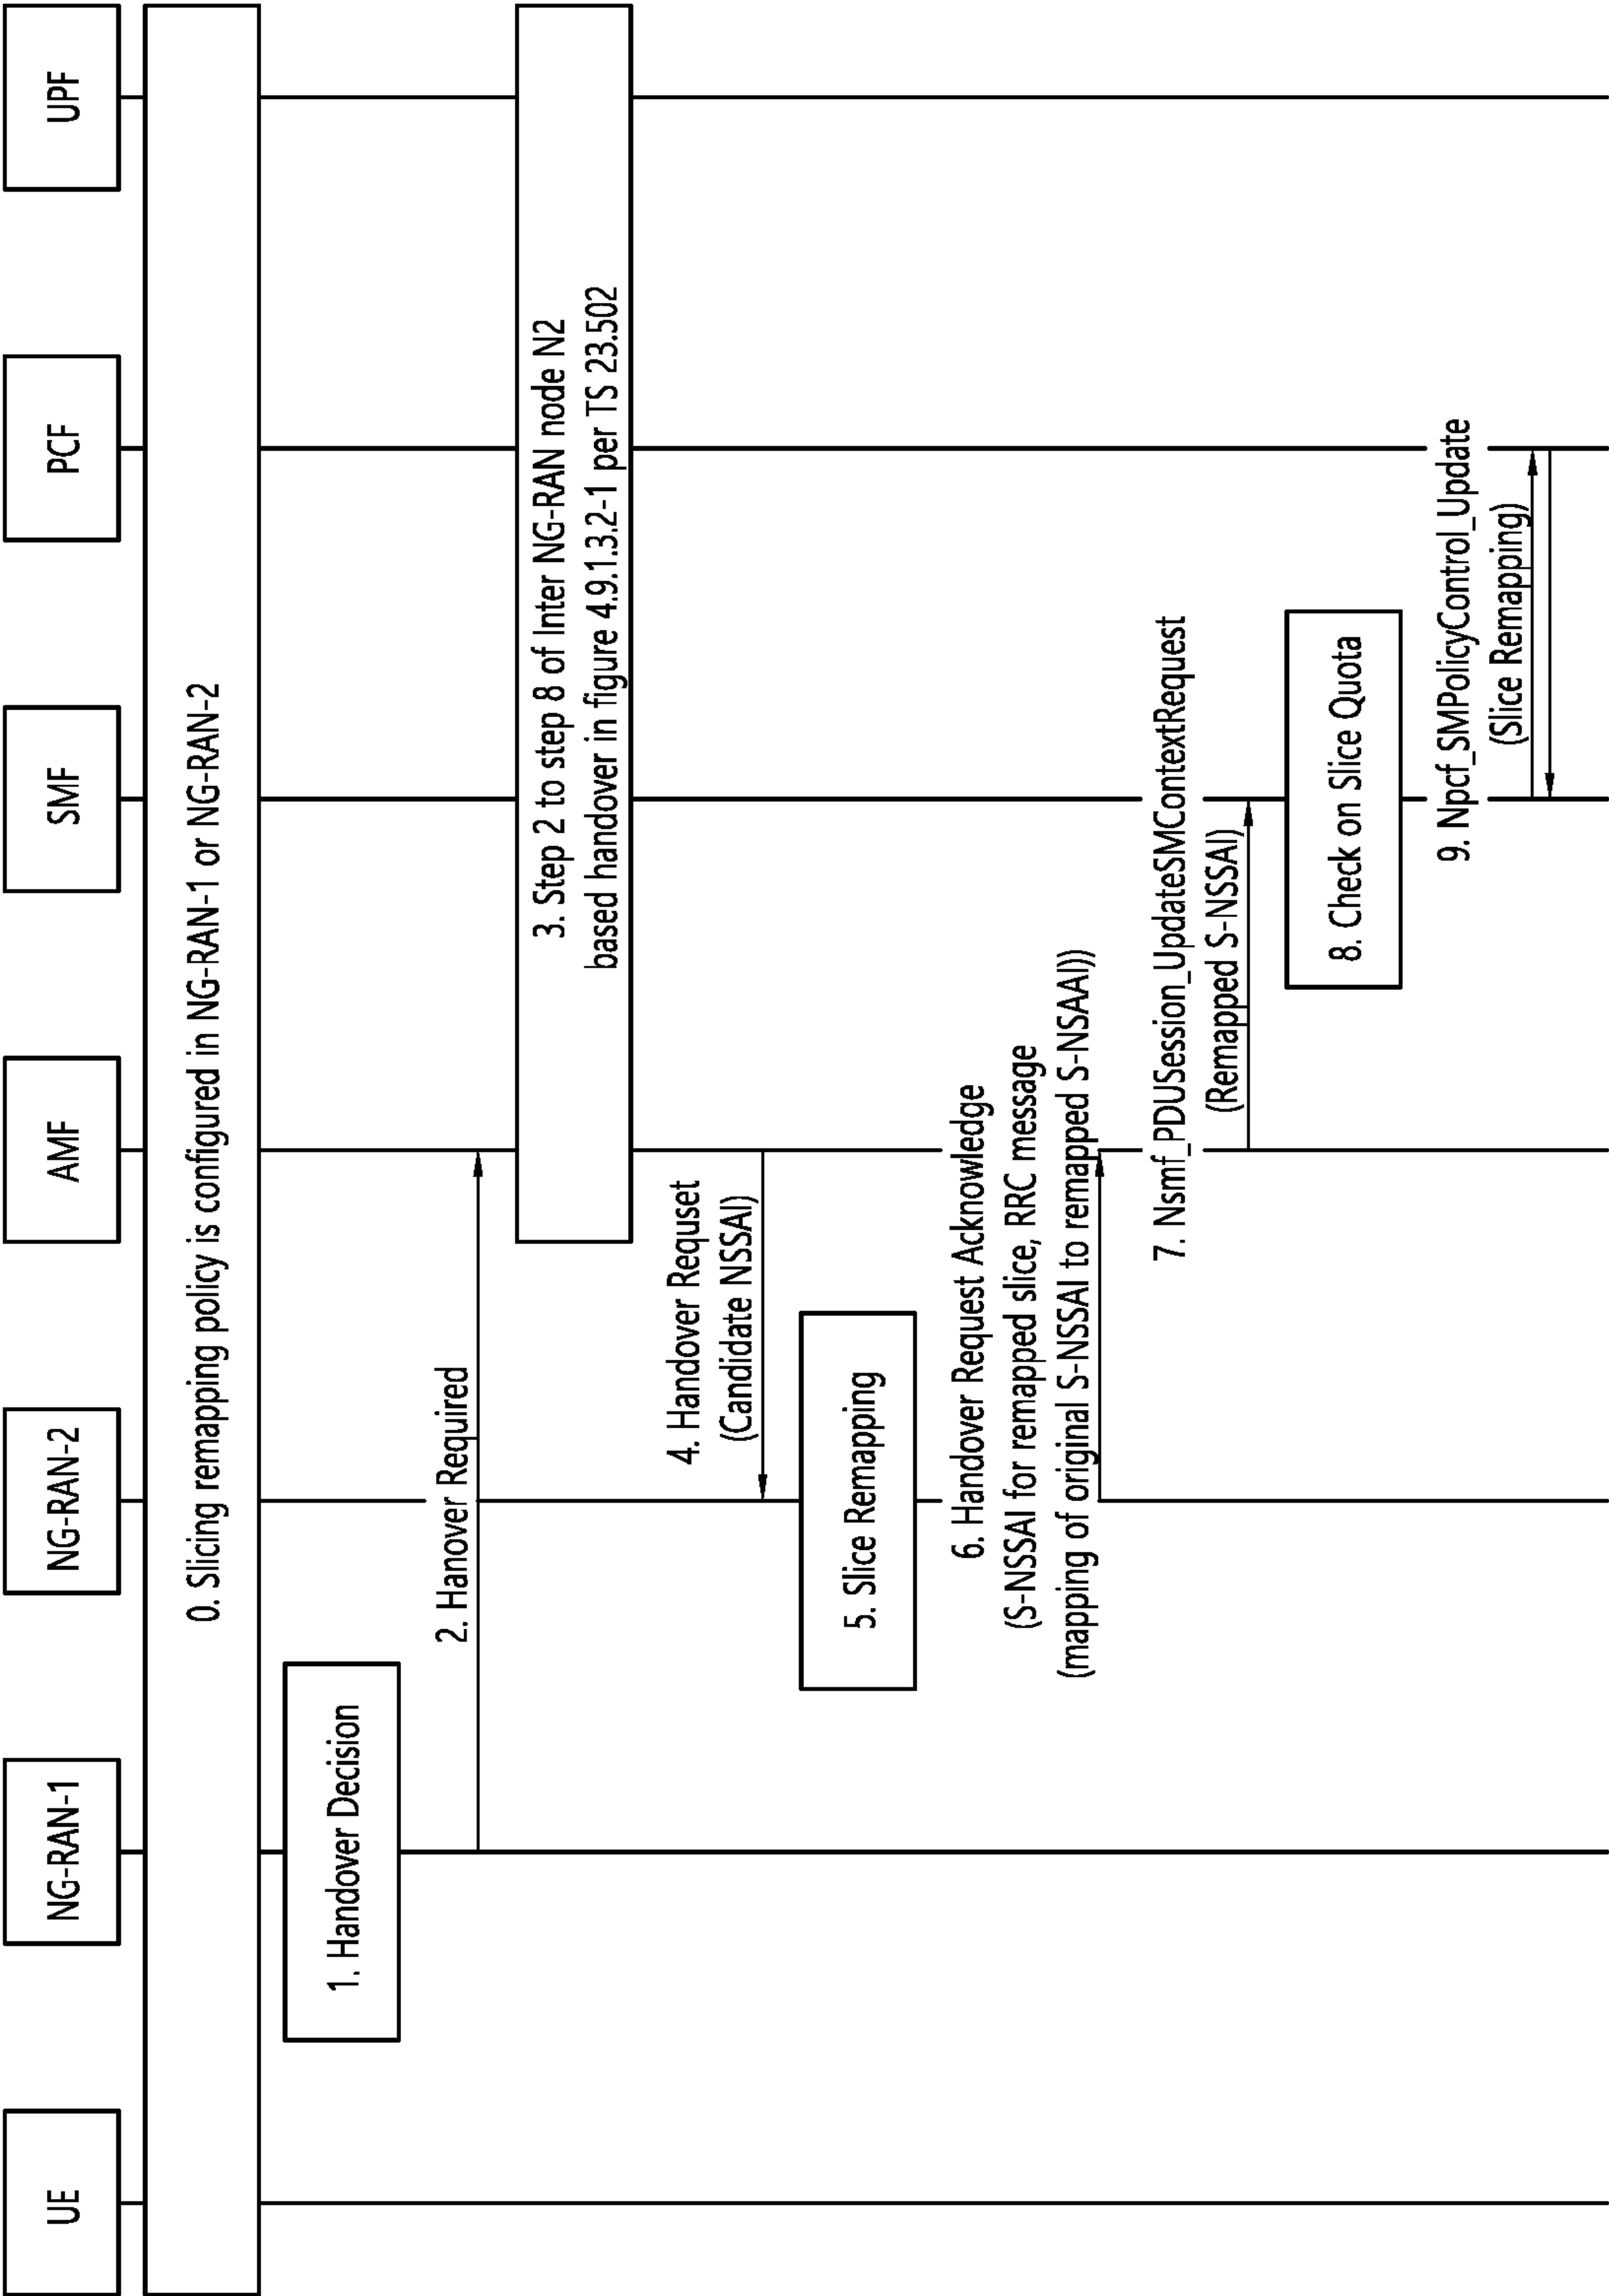 UE
NG-RAN-1
NG-RAN-2
AMF
SMF
PCF
UPF
0. Slicing remapping policy is configured in NG-RAN-1 or NG-RAN-2
1. Handover Decision
2. Hanover Required
3. Step 2 to step 8 of Inter NG-RAN node N2
based handover in figure 4.9.1.3.2-1 per TS 23.502
4. Handover Requset
(Candidate NSSAI)
5. Slice Remapping
6. Handover Request Acknowledge
(S-NSSAI for remapped slice, RRC message
(mapping of original S-NSSAI to remapped S-NSAAI))
7. Nsmf_PDUSession_UpdateSMContextRequest
(Remapped S-NSSAI)
8. Check on Slice Quota
9. Npcf_SMPolicyControl_Update
(Slice Remapping)